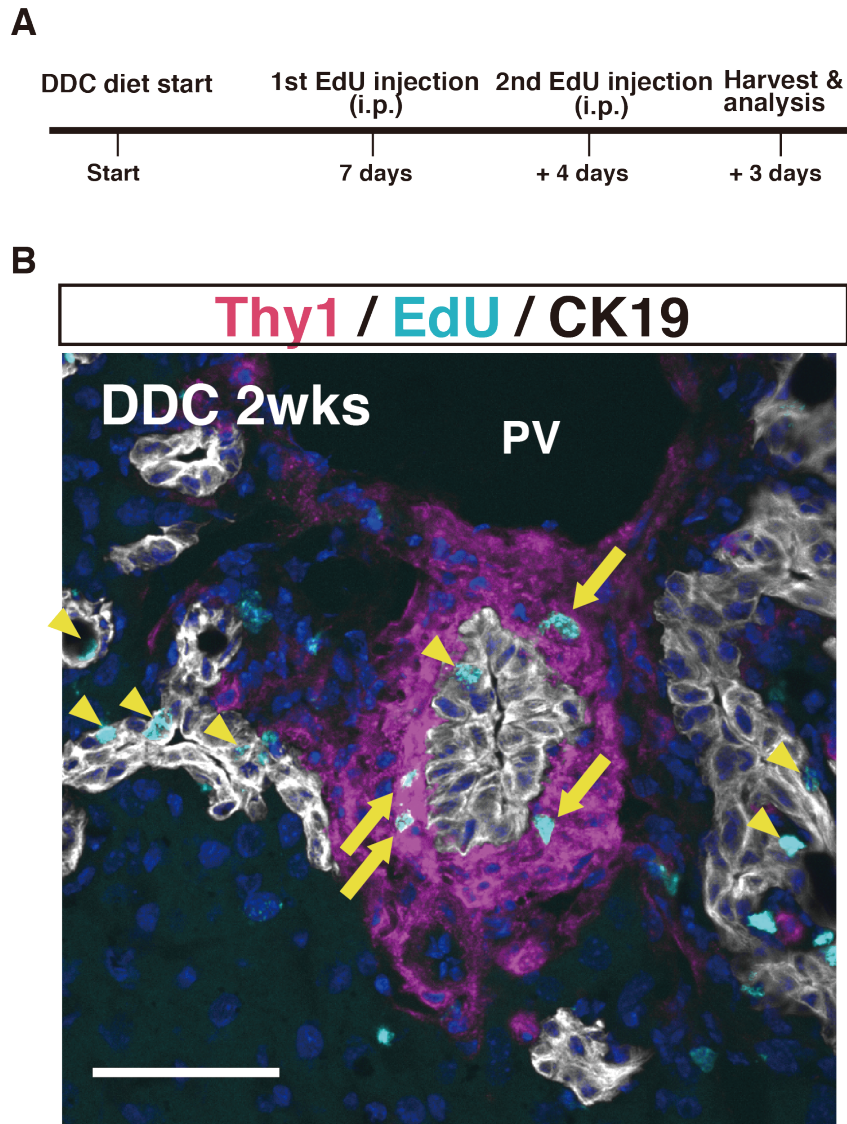 A
DDC diet start
1st EdU injection
(i.p.)
2nd EdU injection
(i.p.)
Harvest &
analysis
Start
7 days
+ 4 days
+ 3 days
B
Thy1 / EdU / CK19
DDC 2wks
PV